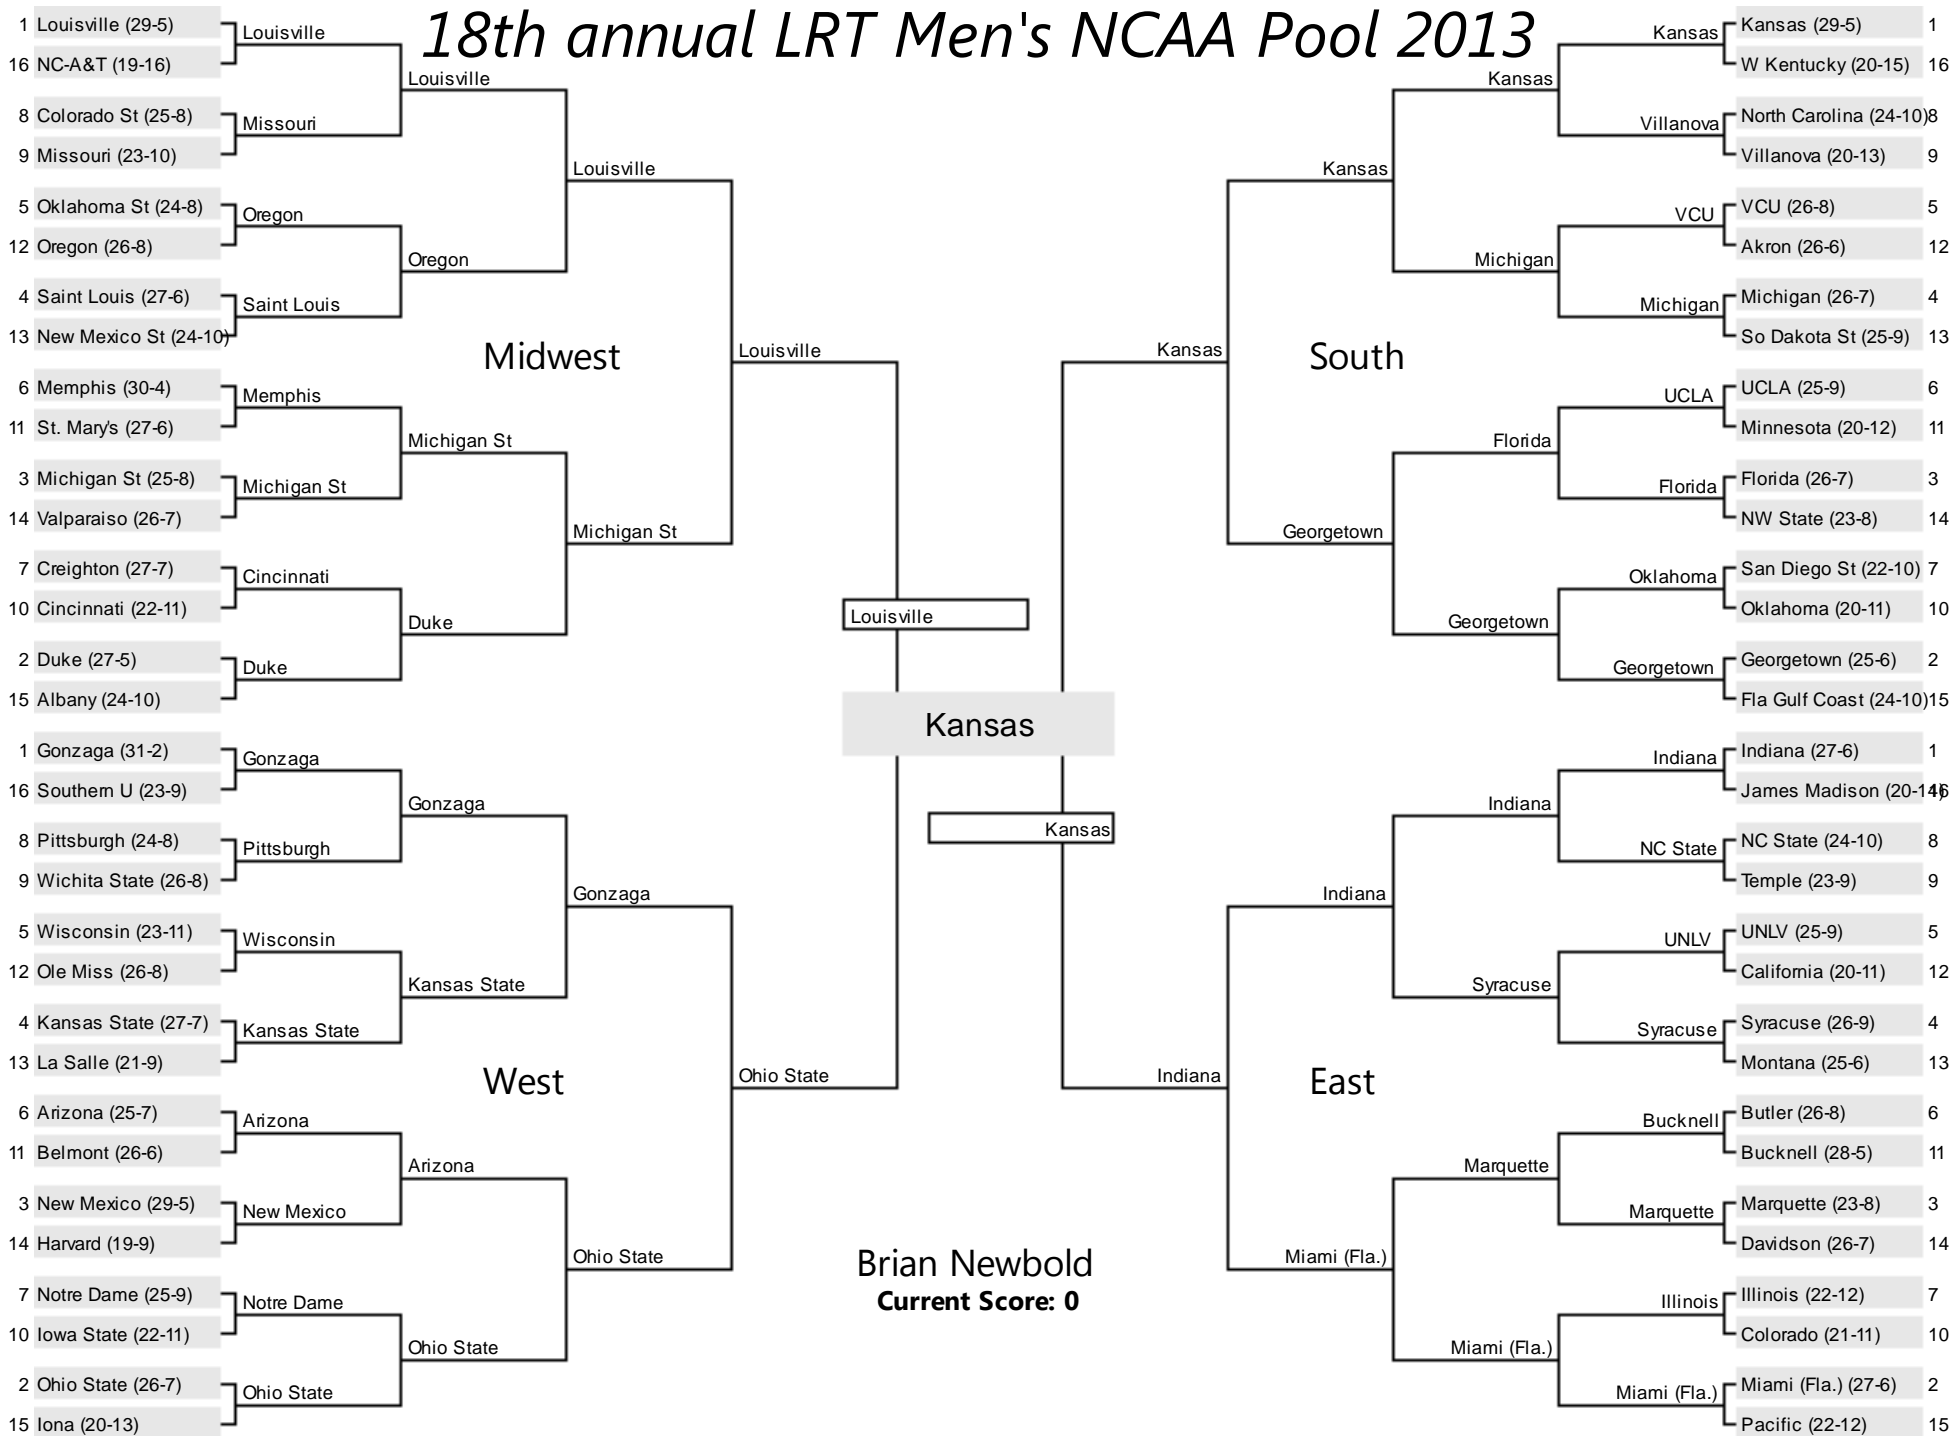 18th annual LRT Men's NCAA Pool 2013
1 Louisville (29-5)
16 NC-A&T (19-16)
8 Colorado St (25-8)
9 Missouri (23-10)
5 Oklahoma St (24-8)
12 Oregon (26-8)
4 Saint Louis (27-6)
13 New Mexico St (24-10)
6 Memphis (30-4)
11 St. Mary's (27-6)
3 Michigan St (25-8)
14 Valparaiso (26-7)
7 Creighton (27-7)
10 Cincinnati (22-11)
2 Duke (27-5)
15 Albany (24-10)
Louisville
Missouri
Oregon
Saint Louis
Memphis
Michigan St
Cincinnati
Duke
Louisville
Oregon
Michigan St
Duke
Louisville
Michigan St
Midwest
Louisville
1 Gonzaga (31-2)
16 Southern U (23-9)
8 Pittsburgh (24-8)
9 Wichita State (26-8)
5 Wisconsin (23-11)
12 Ole Miss (26-8)
4 Kansas State (27-7)
13 La Salle (21-9)
6 Arizona (25-7)
11 Belmont (26-6)
3 New Mexico (29-5)
14 Harvard (19-9)
7 Notre Dame (25-9)
10 Iowa State (22-11)
2 Ohio State (26-7)
15 Iona (20-13)
Gonzaga
Pittsburgh
Wisconsin
Kansas State
Arizona
New Mexico
Notre Dame
Ohio State
Gonzaga
Kansas State
Arizona
Ohio State
Gonzaga
Ohio State
West
Ohio State
Louisville
Kansas
Kansas
Brian Newbold
Current Score: 0
Kansas (29-5) 1
W Kentucky (20-15) 16
North Carolina (24-10) 8
Villanova (20-13) 9
VCU (26-8) 5
Akron (26-6) 12
Michigan (26-7) 4
So Dakota St (25-9) 13
UCLA (25-9) 6
Minnesota (20-12) 11
Florida (26-7) 3
NW State (23-8) 14
San Diego St (22-10) 7
Oklahoma (20-11) 10
Georgetown (25-6) 2
Fla Gulf Coast (24-10) 15
Kansas
Villanova
VCU
Michigan
UCLA
Florida
Oklahoma
Georgetown
Kansas
Michigan
Florida
Georgetown
Kansas
Georgetown
South
Kansas
Indiana (27-6) 1
James Madison (20-14) 16
NC State (24-10) 8
Temple (23-9) 9
UNLV (25-9) 5
California (20-11) 12
Syracuse (26-9) 4
Montana (25-6) 13
Butler (26-8) 6
Bucknell (28-5) 11
Marquette (23-8) 3
Davidson (26-7) 14
Illinois (22-12) 7
Colorado (21-11) 10
Miami (Fla.) (27-6) 2
Pacific (22-12) 15
Indiana
NC State
UNLV
Syracuse
Bucknell
Marquette
Illinois
Miami (Fla.)
Indiana
Syracuse
Marquette
Miami (Fla.)
Indiana
Miami (Fla.)
East
Indiana